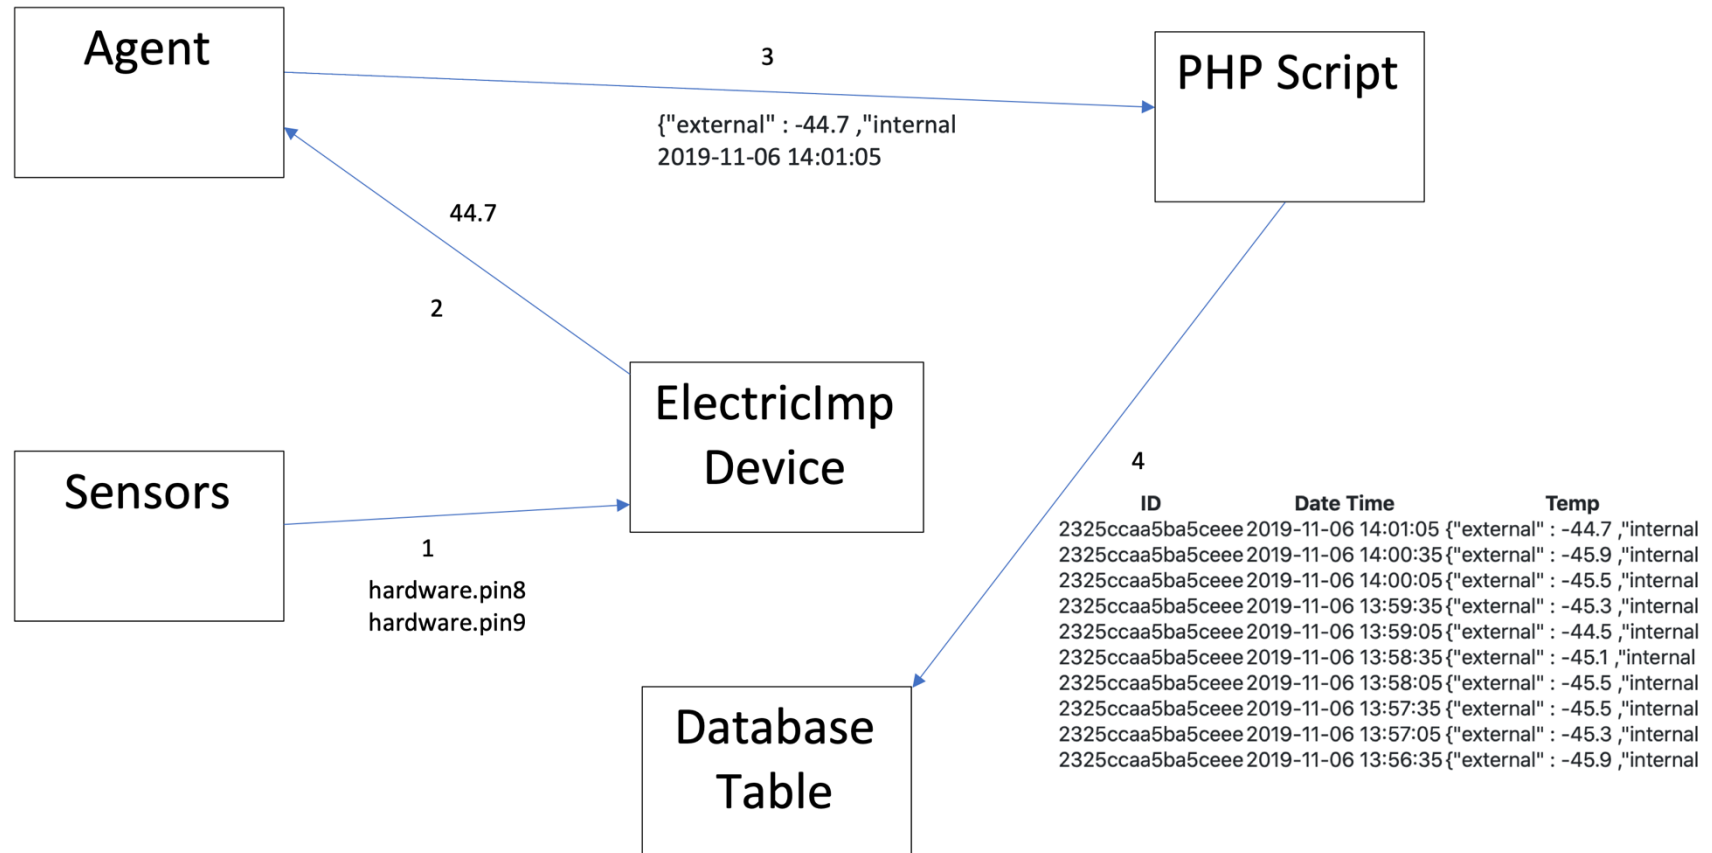 Agent
3
PHP Script
{"external" : -44.7 ,"internal
2019-11-06 14:01:05
44.7
2
ElectricImp
Device
Sensors
1
hardware.pin8
hardware.pin9
4
ID Date Time Temp
2325ccaa5ba5ceee 2019-11-06 14:01:05 {"external" : -44.7 ,"internal
2325ccaa5ba5ceee 2019-11-06 14:00:35 {"external" : -45.9 ,"internal
2325ccaa5ba5ceee 2019-11-06 14:00:05 {"external" : -45.5 ,"internal
2325ccaa5ba5ceee 2019-11-06 13:59:35 {"external" : -45.3 ,"internal
2325ccaa5ba5ceee 2019-11-06 13:59:05 {"external" : -44.5 ,"internal
2325ccaa5ba5ceee 2019-11-06 13:58:35 {"external" : -45.1 ,"internal
2325ccaa5ba5ceee 2019-11-06 13:58:05 {"external" : -45.5 ,"internal
2325ccaa5ba5ceee 2019-11-06 13:57:35 {"external" : -45.5 ,"internal
2325ccaa5ba5ceee 2019-11-06 13:57:05 {"external" : -45.3 ,"internal
2325ccaa5ba5ceee 2019-11-06 13:56:35 {"external" : -45.9 ,"internal
Database
Table